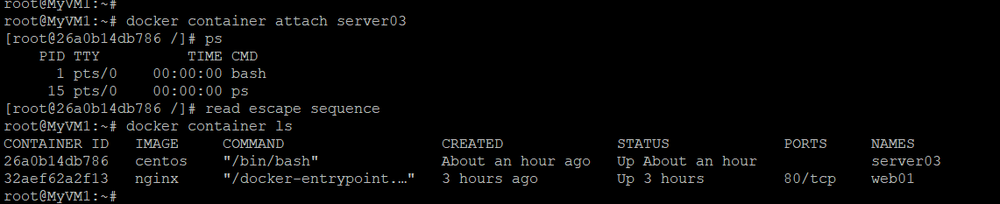 root@MyVM1:~#
root@MyVM1:~# docker container attach server03
[root@26a0b14db786 /]# ps
    PID TTY          TIME CMD
      1 pts/0    00:00:00 bash
     15 pts/0    00:00:00 ps
[root@26a0b14db786 /]# read escape sequence
root@MyVM1:~# docker container ls
CONTAINER ID   IMAGE     COMMAND                  CREATED             STATUS             PORTS     NAMES
26a0b14db786   centos    "/bin/bash"              About an hour ago   Up About an hour             server03
32aef62a2f13   nginx     "/docker-entrypoint.…"   3 hours ago         Up 3 hours         80/tcp    web01
root@MyVM1:~#